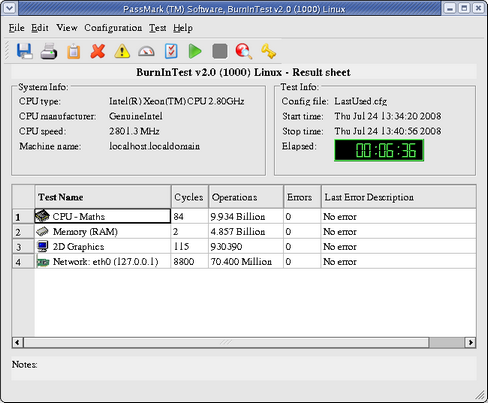 PassMark (TM) Software, BurnInTest v2.0 (1000) Linux
File Edit View Configuration Test Help
BurnInTest v2.0 (1000) Linux - Result sheet
System Info:
CPU type: Intel(R) Xeon(TM) CPU 2.80GHz
CPU manufacturer: GenuineIntel
CPU speed: 2801.3 MHz
Machine name: localhost.localdomain
Test Info:
Config file: LastUsed.cfg
Start time: Thu Jul 24 13:34:20 2008
Stop time: Thu Jul 24 13:40:56 2008
Elapsed: 00:06:36
Test Name Cycles Operations Errors Last Error Description
1 CPU - Maths 84 9.934 Billion 0 No error
2 Memory (RAM) 2 4.857 Billion 0 No error
3 2D Graphics 115 930390 0 No error
4 Network: eth0 (127.0.0.1) 8800 70.400 Million 0 No error
Notes: